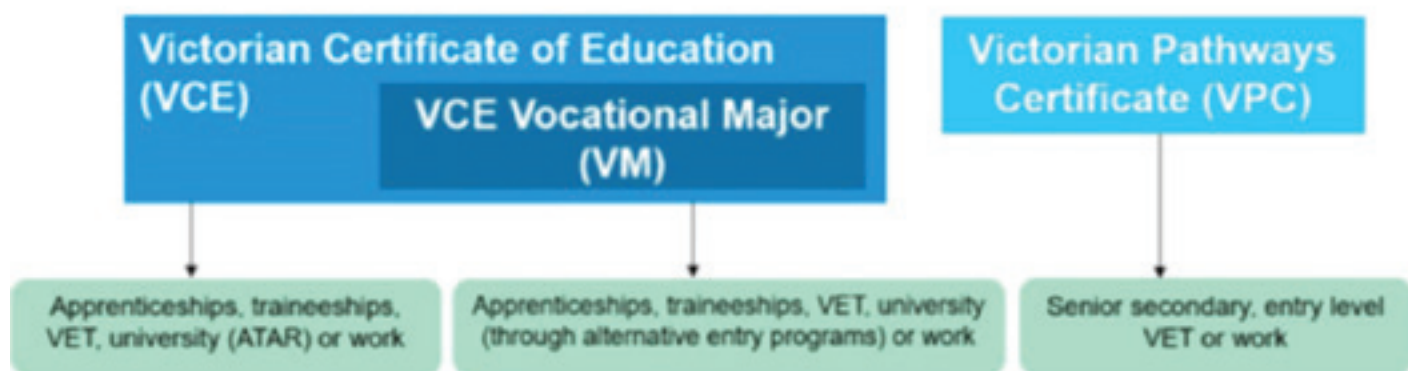 Victorian Certificate of Education
(VCE)
VCE Vocational Major
(VM)
Victorian Pathways
Certificate (VPC)
Apprenticeships, traineeships,
VET, university (ATAR) or work
Apprenticeships, traineeships, VET, university
(through alternative entry programs) or work
Senior secondary, entry level
VET or work